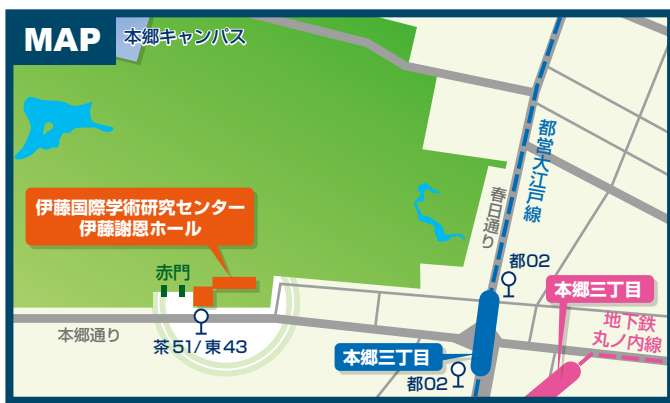 MAP
本郷キャンパス
都営大江戸線
春日通り
伊藤国際学術研究センター
伊藤謝恩ホール
赤門
都02
本郷三丁目
地下鉄
丸ノ内線
本郷通り
茶51/東43
本郷三丁目
都02